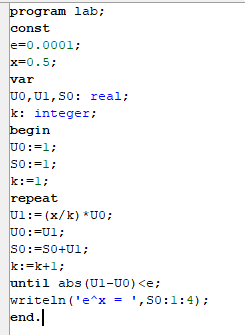 program lab;
const
e=0.0001;
x=0.5;
var
U0,U1,S0: real;
k: integer;
begin
U0:=1;
S0:=1;
k:=1;
repeat
U1:=(x/k)*U0;
U0:=U1;
S0:=S0+U1;
k:=k+1;
until abs(U1-U0)<e;
writeln('e^x = ',S0:1:4);
end.